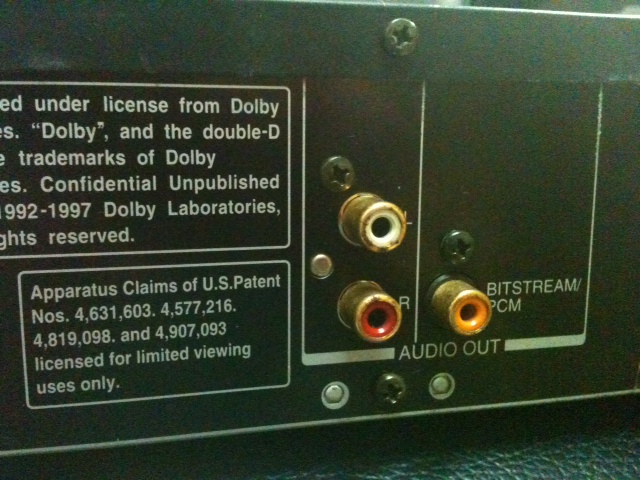 ed under license from Dolby
es. “Dolby”, and the double-D
e trademarks of Dolby
es. Confidential Unpublished
1992-1997 Dolby Laboratories,
ghts reserved.
Apparatus Claims of U.S.Patent
Nos. 4,631,603. 4,577,216.
4,819,098. and 4,907,093
licensed for limited viewing
uses only.
R
BITSTREAM/
PCM
AUDIO OUT